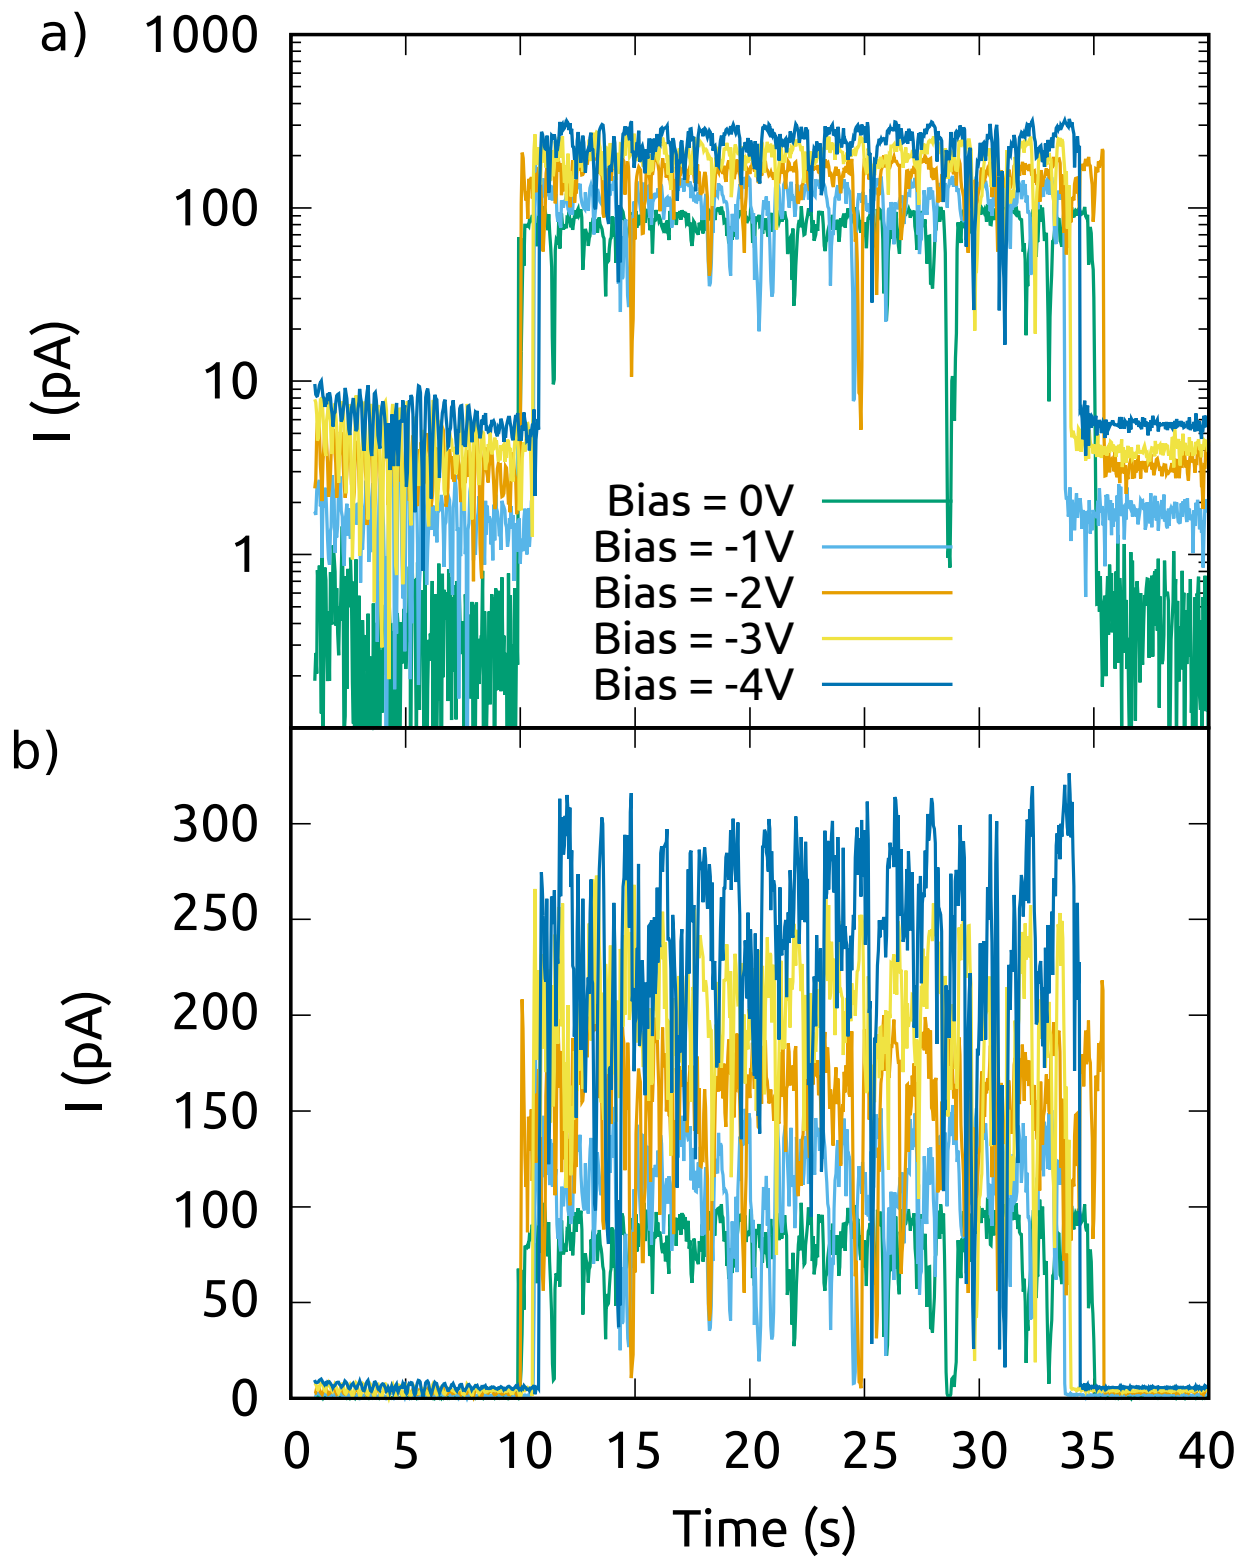 a)
1000
100
10
1
I (pA)
Bias = 0V
Bias = -1V
Bias = -2V
Bias = -3V
Bias = -4V
b)
300
250
200
150
100
50
0
I (pA)
0 5 10 15 20 25 30 35 40
Time (s)